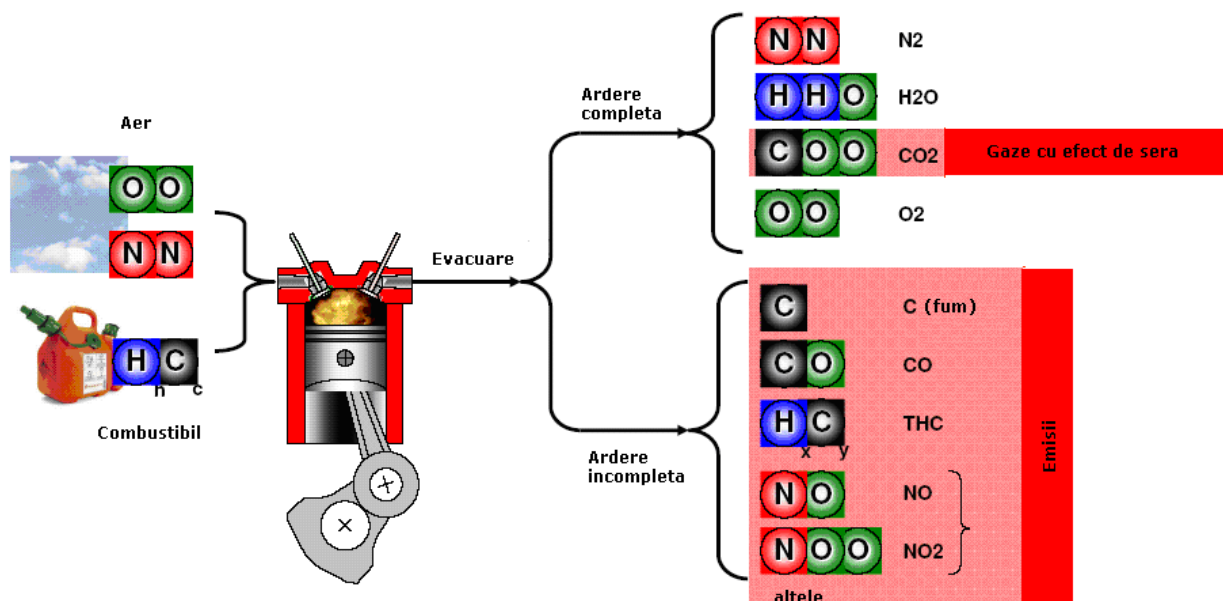 Aer
O O
N N
H C
n c
Combustibil
Evacuare
Ardere
completa
N N N2
H H O H2O
C O O CO2 Gaze cu efect de sera
O O O2
Ardere
incompleta
C C (fum)
C O CO
H C THC
x y
N O NO
N O O NO2
altele
Emisii